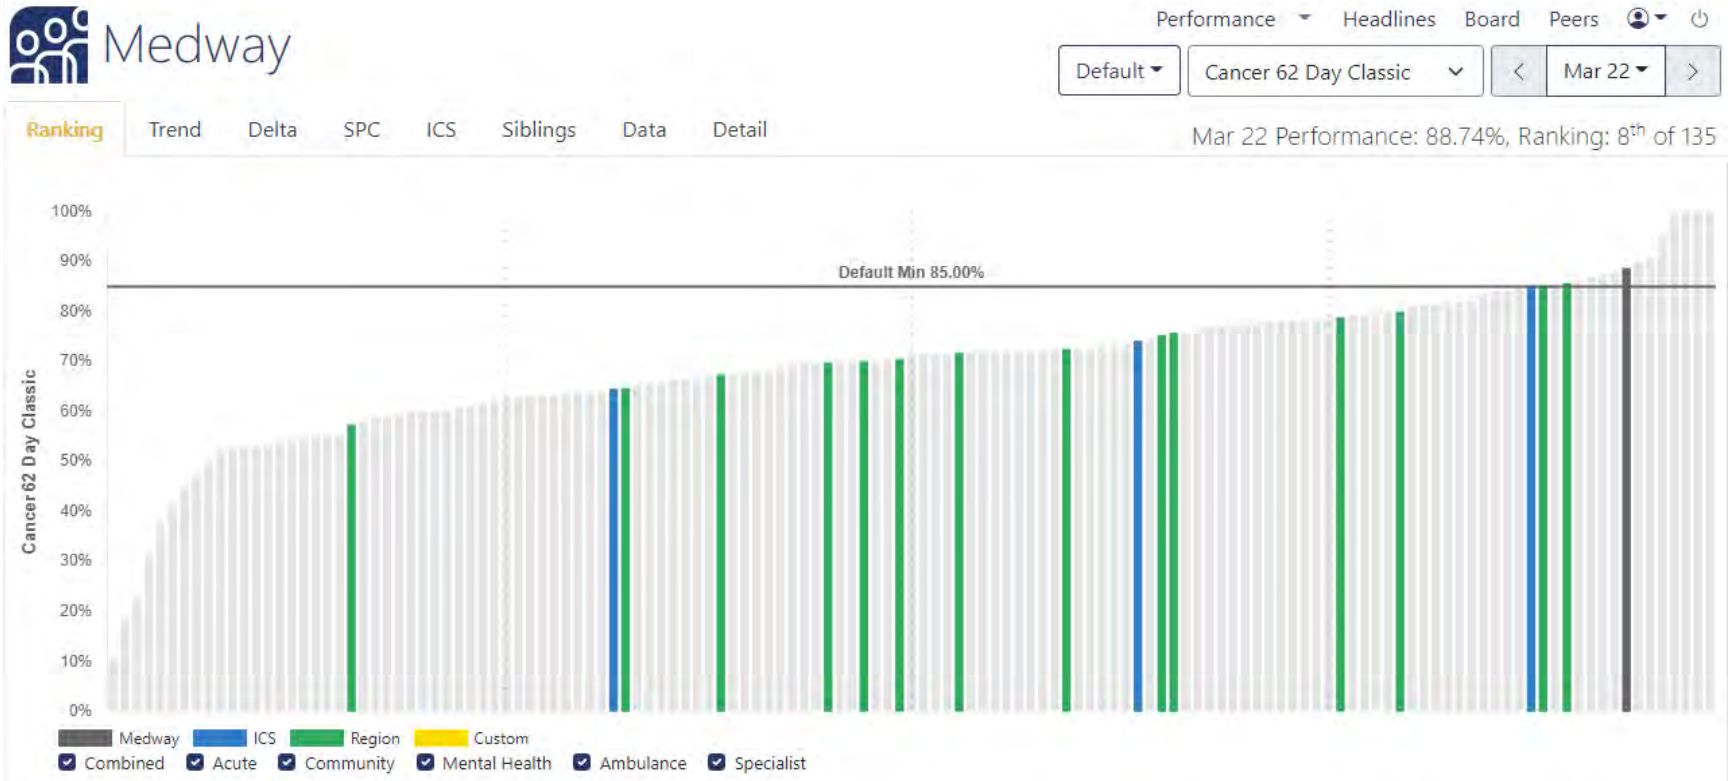 Medway
Performance Headlines Board Peers
Default Cancer 62 Day Classic Mar 22
Ranking Trend Delta SPC ICS Siblings Data Detail
Mar 22 Performance: 88.74%, Ranking: 8th of 135
Cancer 62 Day Classic
100%
90%
80%
70%
60%
50%
40%
30%
20%
10%
0%
Default Min 85.00%
Medway ICS Region Custom
Combined Acute Community Mental Health Ambulance Specialist